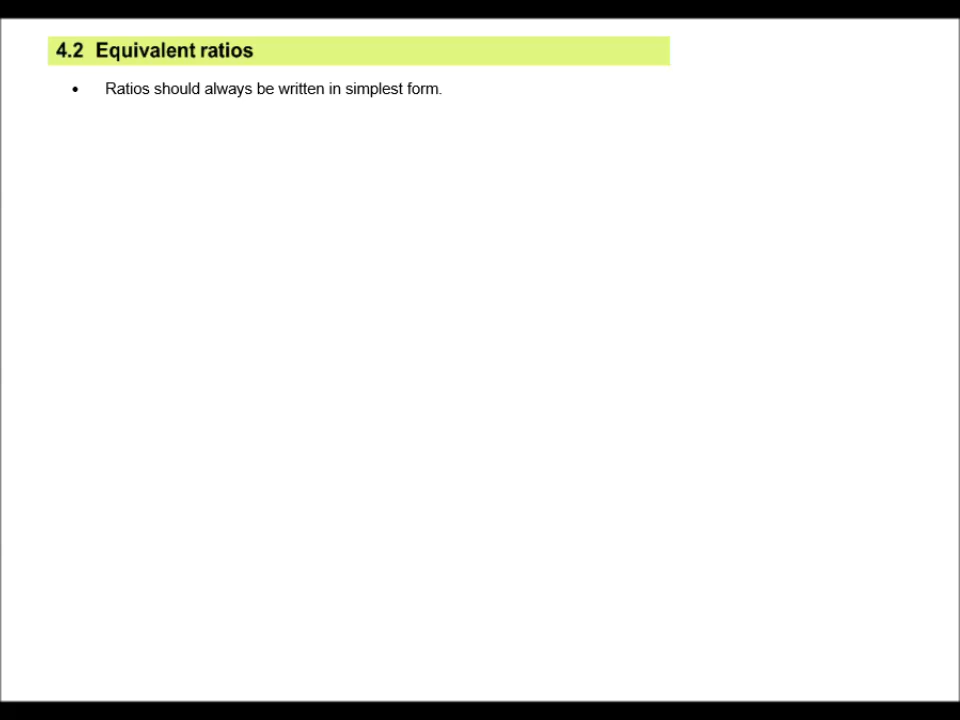 4.2 Equivalent ratios
• Ratios should always be written in simplest form.